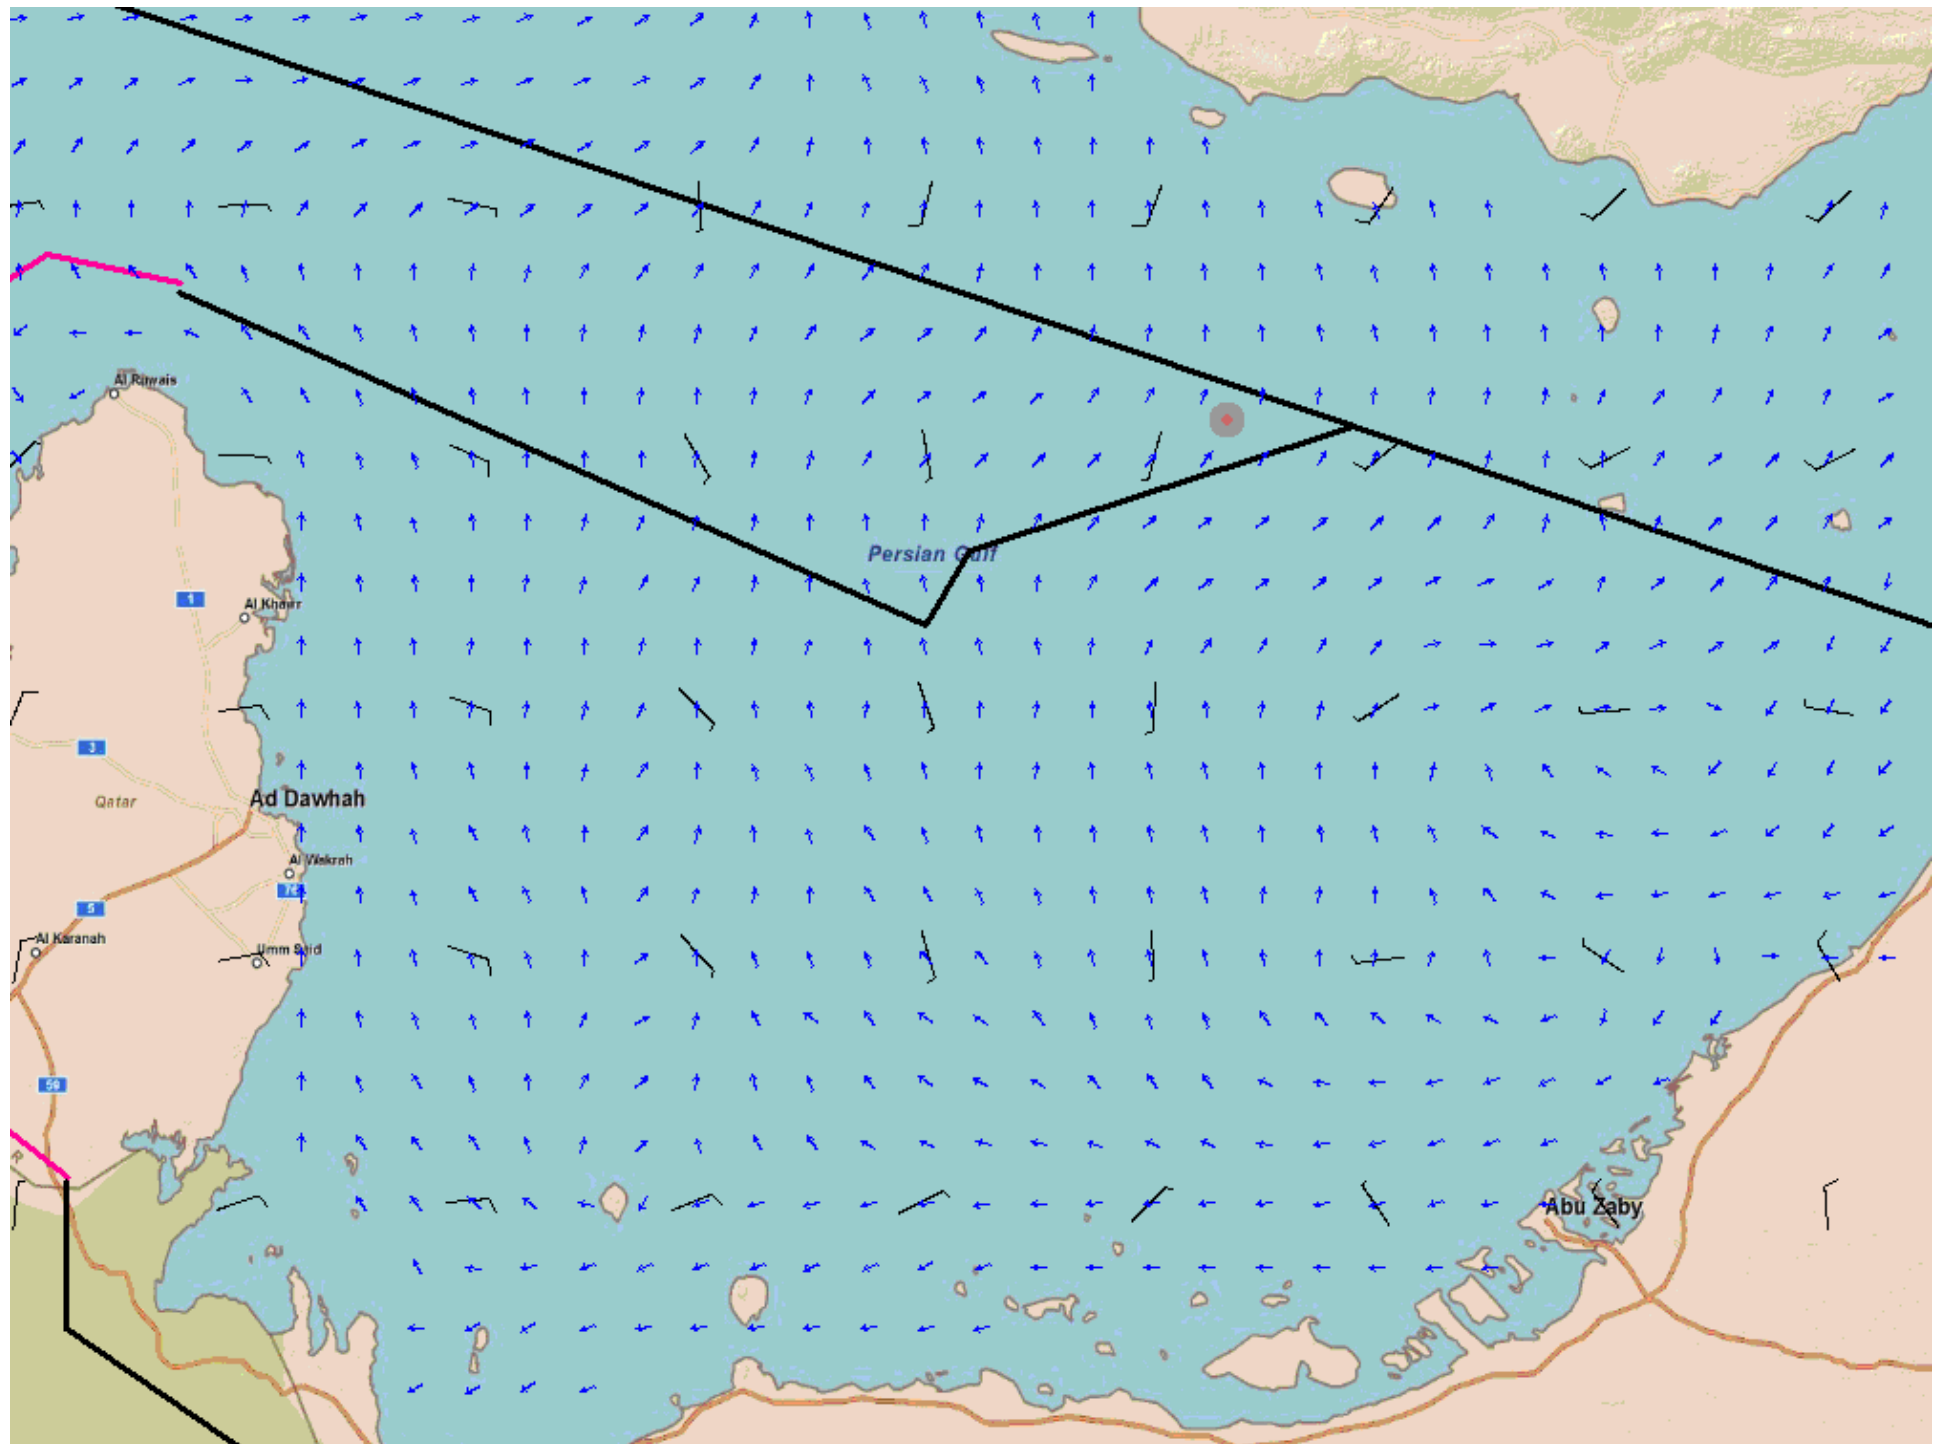 Al Ruwais
Persian Gulf
1
Al Khawr
3
Qatar
Ad Dawhah
Al Wakrah
5
Al Karanah
Umm Said
59
R
Abu Zaby